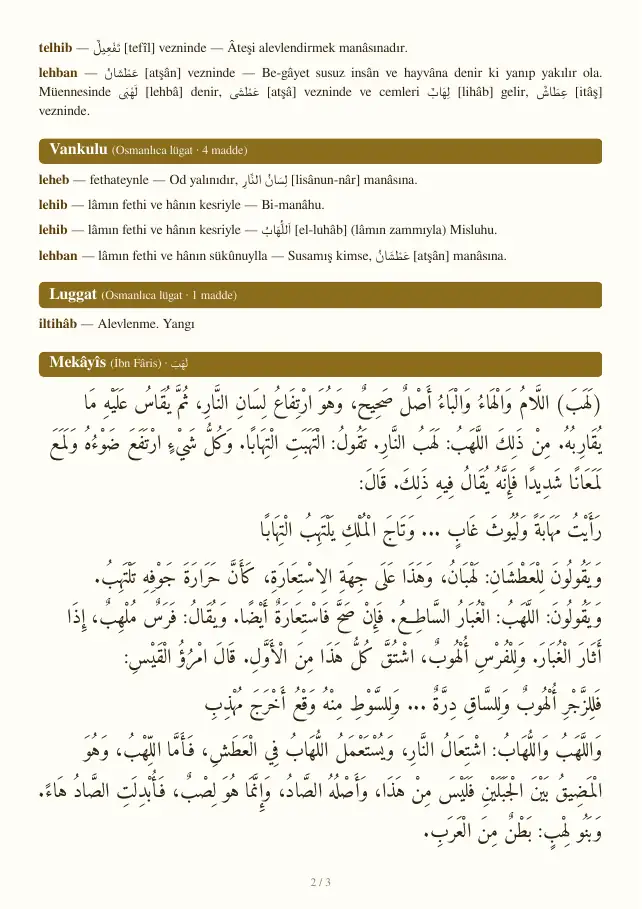 telhib — تَفْعِيلٌ [tefîl] vezninde — Âteşi alevlendirmek manâsınadır.
lehban — عَطْشَانُ [atşân] vezninde — Be-gâyet susuz insân ve hayvâna denir ki yanıp yakılır ola.
Müennesinde لَهْبَى [lehbâ] denir, عَطْشَى [atşâ] vezninde ve cemleri لِهَابٌ [lihâb] gelir, عِطَاشٌ [itâş]
vezninde.
Vankulu (Osmanlıca lügat · 4 madde)
leheb — fethateynle — Od yalınıdır, لِسَانُ النَّارِ [lisânun-nâr] manâsına.
lehib — lâmın fethi ve hânın kesriyle — Bi-manâhu.
lehib — lâmın fethi ve hânın kesriyle — اَللُّهَابُ [el-luhâb] (lâmın zammıyla) Misluhu.
lehban — lâmın fethi ve hânın sükûnuylla — Susamış kimse, عَطْشَانُ [atşân] manâsına.
Luggat (Osmanlıca lügat · 1 madde)
iltihâb — Alevlenme. Yangı
Mekâyîs (İbn Fâris) · لَهَبَ
(لَهَبَ) اللَّامُ وَالْهَاءُ وَالْبَاءُ أَصْلٌ صَحِيحٌ، وَهُوَ ارْتِفَاعُ لِسَانِ النَّارِ، ثُمَّ يُقَاسُ عَلَيْهِ مَا
يُقَارِبُهُ. مِنْ ذَلِكَ اللَّهَبُ: لَهَبُ النَّارِ. تَقُولُ: الْتَهَبَتِ الْتِهَابًا. وَكُلُّ شَيْءٍ ارْتَفَعَ ضَوْءُهُ وَلَمَعَ
لَمَعَانًا شَدِيدًا فَإِنَّهُ يُقَالُ فِيهِ ذَلِكَ. قَالَ:
رَأَيْتُ مَهَابَةً وَلُيُوثَ غَابٍ ... وَتَاجَ الْمُلْكِ يَلْتَهِبُ الْتِهَابًا
وَيَقُولُونَ لِلْعَطْشَانِ: لَهْبَانُ، وَهَذَا عَلَى جِهَةِ الِاسْتِعَارَةِ، كَأَنَّ حَرَارَةَ جَوْفِهِ تَلْتَهِبُ.
وَيَقُولُونَ: اللَّهَبُ: الْغُبَارُ السَّاطِعُ. فَإِنْ صَحَّ فَاسْتِعَارَةٌ أَيْضًا. وَيُقَالُ: فَرَسٌ مُلْهِبٌ، إِذَا
أَثَارَ الْغُبَارَ. وَلِلْفُرْسِ أُلْهُوبٌ، اشْتُقَّ كُلُّ هَذَا مِنَ الْأَوَّلِ. قَالَ امْرُؤُ الْقَيْسِ:
فَلِلزَّجْرِ أُلْهُوبٌ وَلِلسَّاقِ دِرَّةٌ ... وَلِلسَّوْطِ مِنْهُ وَقْعُ أَخْرَجَ مُهْذِبِ
وَاللَّهَبُ وَاللُّهَابُ: اشْتِعَالُ النَّارِ، وَيُسْتَعْمَلُ اللُّهَابُ فِي الْعَطَشِ، فَأَمَّا اللِّهْبُ، وَهُوَ
الْمَضِيقُ بَيْنَ الْجَبَلَيْنِ فَلَيْسَ مِنْ هَذَا، وَأَصْلُهُ الصَّادُ، وَإِنَّمَا هُوَ لِصْبٌ، فَأُبْدِلَتِ الصَّادُ هَاءً.
وَبَنُو لِهْبٍ: بَطْنٌ مِنَ الْعَرَبِ.
2 / 3